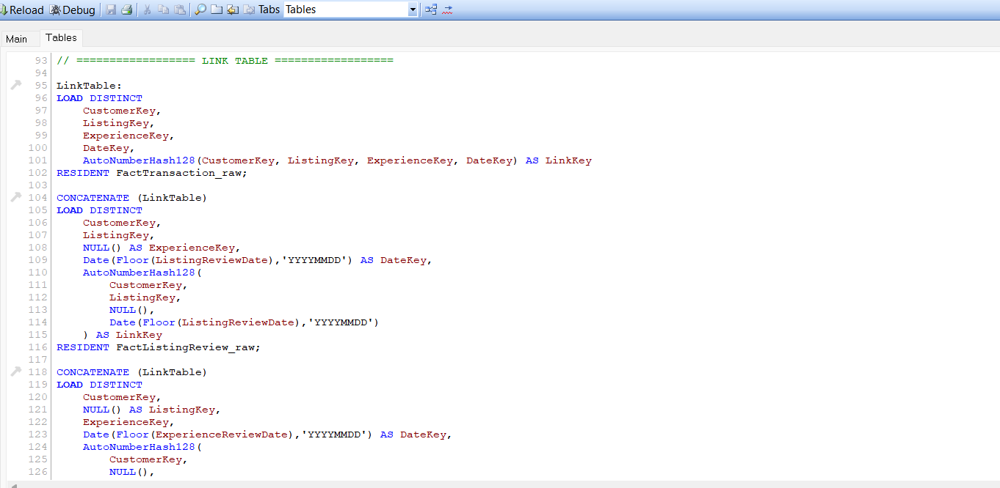 Reload Debug Tabs Tables
Main Tables
93 // ================== LINK TABLE ==================
94
95 LinkTable:
96 LOAD DISTINCT
97     CustomerKey,
98     ListingKey,
99     ExperienceKey,
100     DateKey,
101     AutoNumberHash128(CustomerKey, ListingKey, ExperienceKey, DateKey) AS LinkKey
102 RESIDENT FactTransaction_raw;
103
104 CONCATENATE (LinkTable)
105 LOAD DISTINCT
106     CustomerKey,
107     ListingKey,
108     NULL() AS ExperienceKey,
109     Date(Floor(ListingReviewDate),'YYYYMMDD') AS DateKey,
110     AutoNumberHash128(
111         CustomerKey,
112         ListingKey,
113         NULL(),
114         Date(Floor(ListingReviewDate),'YYYYMMDD')
115     ) AS LinkKey
116 RESIDENT FactListingReview_raw;
117
118 CONCATENATE (LinkTable)
119 LOAD DISTINCT
120     CustomerKey,
121     NULL() AS ListingKey,
122     ExperienceKey,
123     Date(Floor(ExperienceReviewDate),'YYYYMMDD') AS DateKey,
124     AutoNumberHash128(
125         CustomerKey,
126         NULL(),